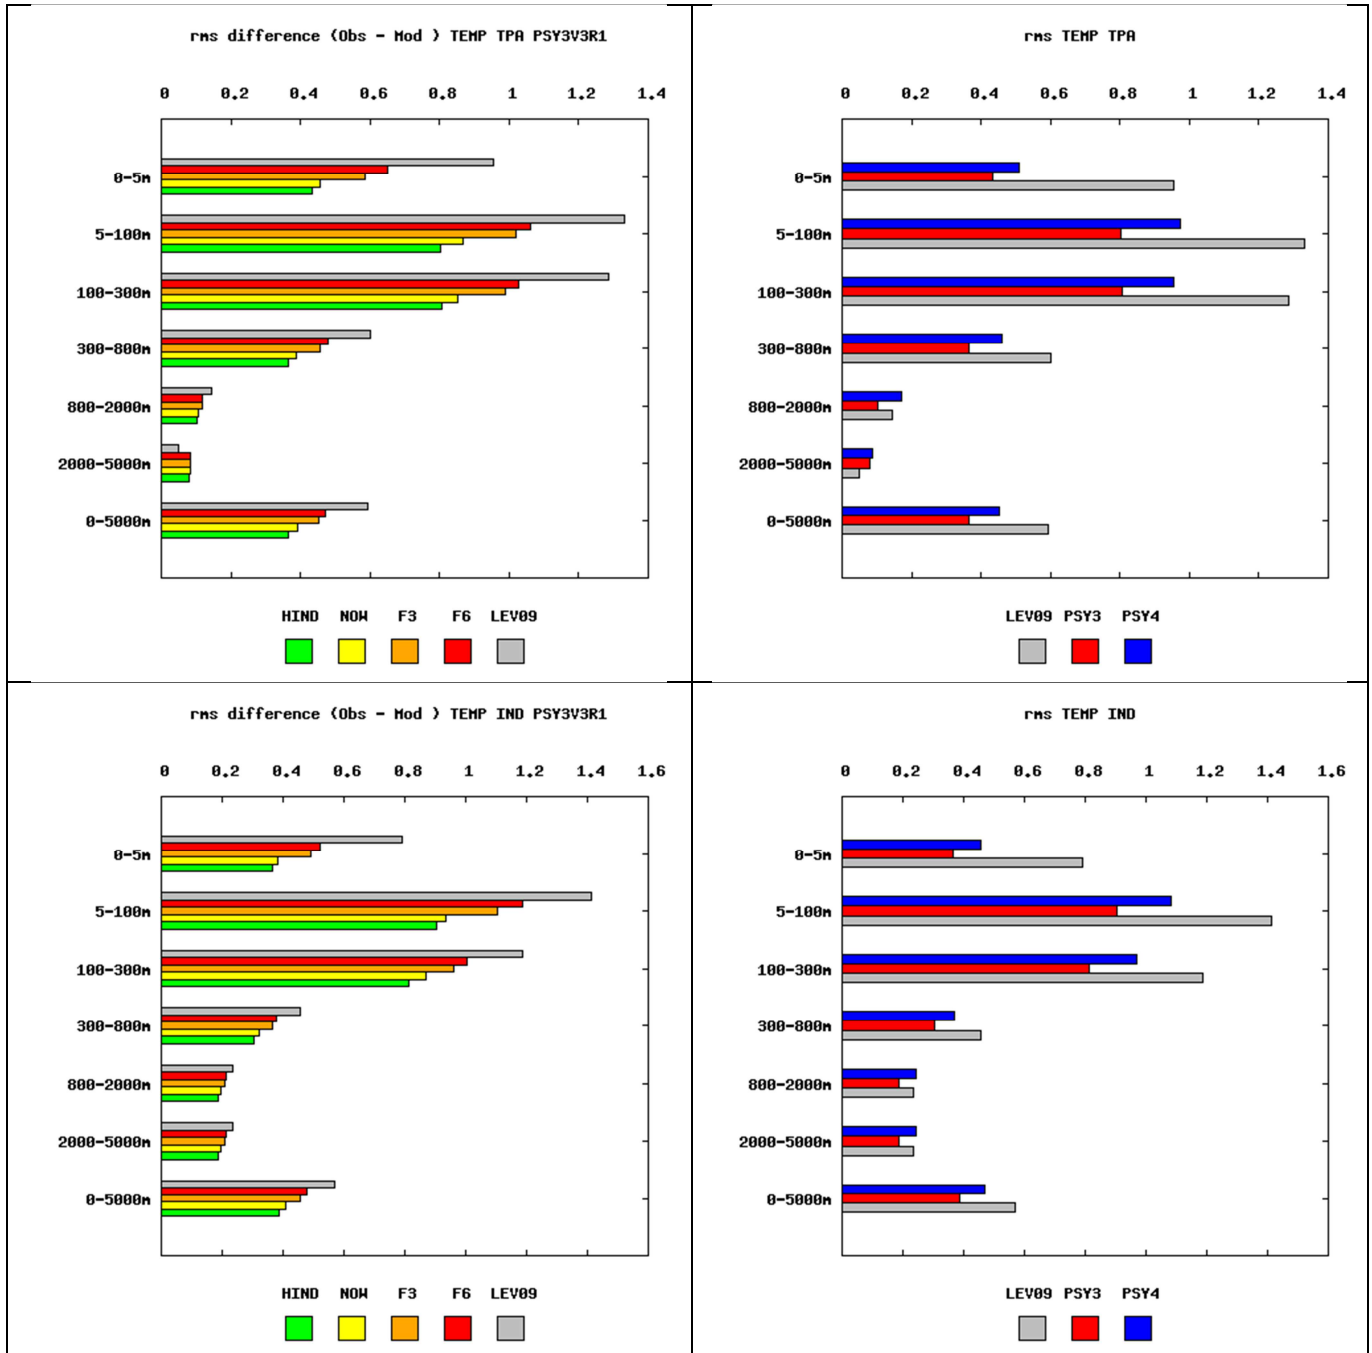 rms difference (Obs - Mod ) TEMP TPA PSY3V3R1
0 0.2 0.4 0.6 0.8 1 1.2 1.4
0-5m
5-100m
100-300m
300-800m
800-2000m
2000-5000m
0-5000m
HIND NOW F3 F6 LEV09
rms TEMP TPA
0 0.2 0.4 0.6 0.8 1 1.2 1.4
0-5m
5-100m
100-300m
300-800m
800-2000m
2000-5000m
0-5000m
LEV09 PSY3 PSY4
rms difference (Obs - Mod ) TEMP IND PSY3V3R1
0 0.2 0.4 0.6 0.8 1 1.2 1.4 1.6
0-5m
5-100m
100-300m
300-800m
800-2000m
2000-5000m
0-5000m
HIND NOW F3 F6 LEV09
rms TEMP IND
0 0.2 0.4 0.6 0.8 1 1.2 1.4 1.6
0-5m
5-100m
100-300m
300-800m
800-2000m
2000-5000m
0-5000m
LEV09 PSY3 PSY4